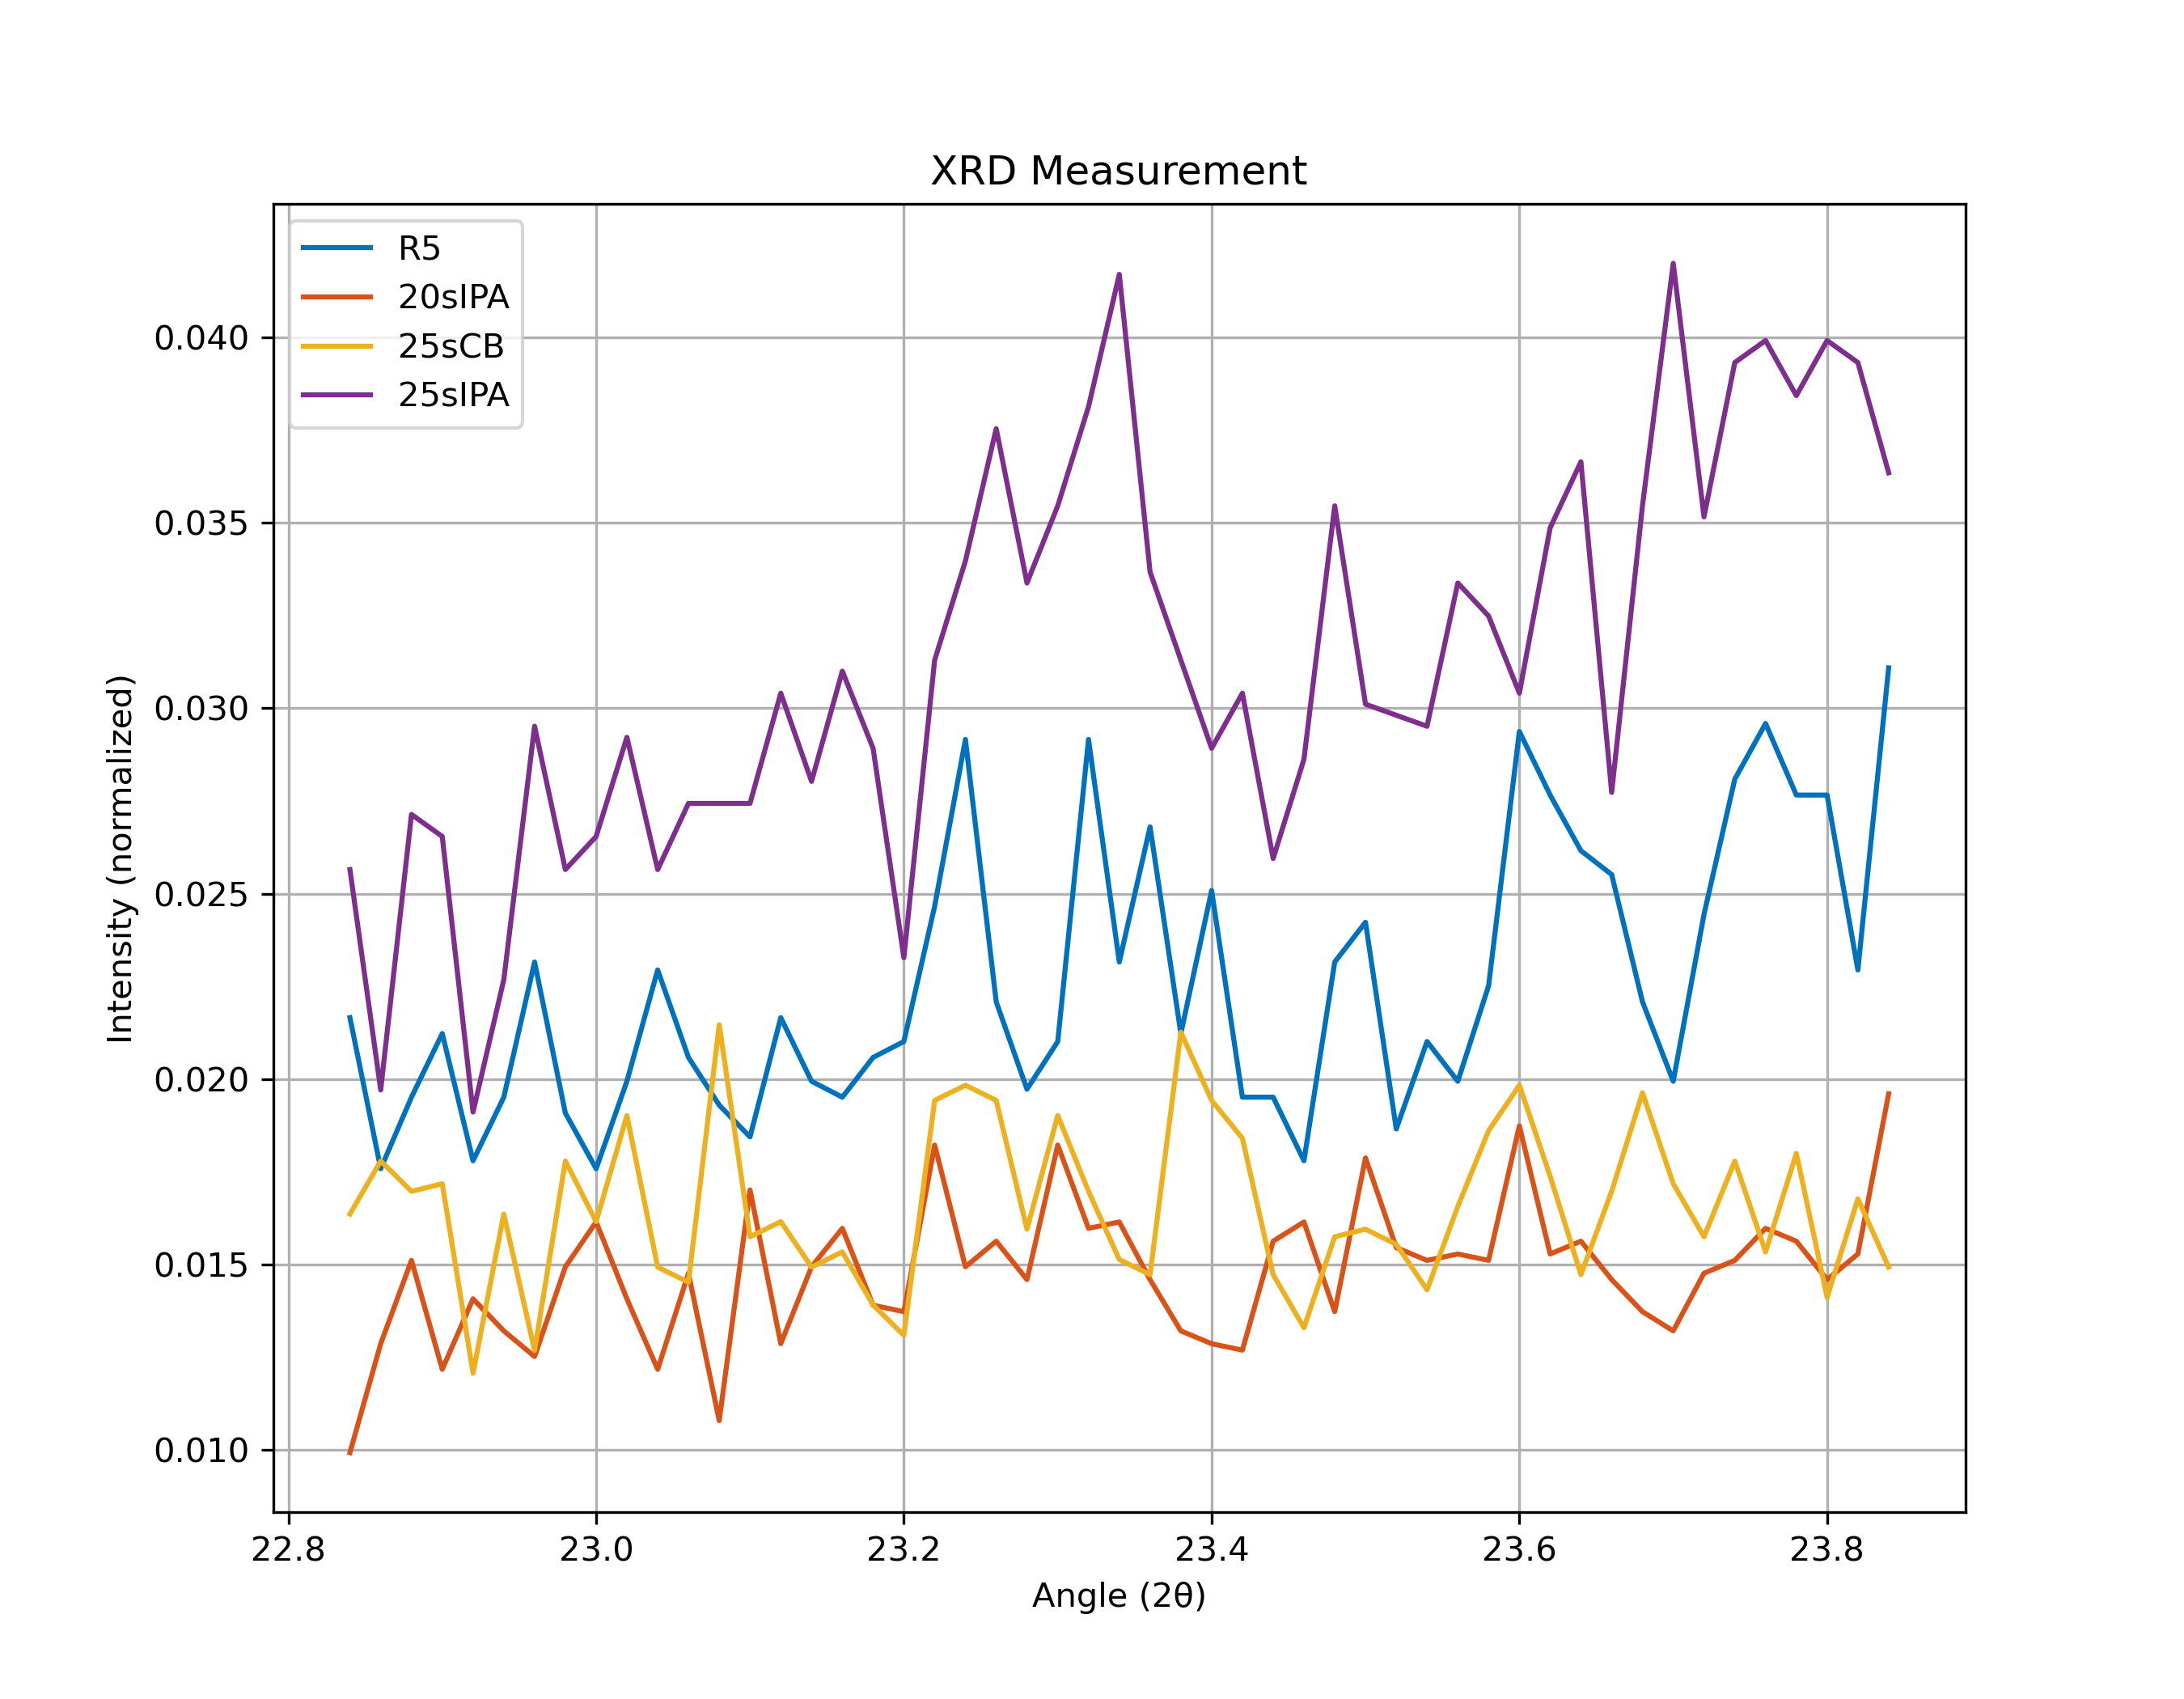 XRD Measurement
R5
20sIPA
25sCB
25sIPA
0.040
0.035
0.030
0.025
0.020
0.015
0.010
Intensity (normalized)
22.8 23.0 23.2 23.4 23.6 23.8
Angle (2θ)